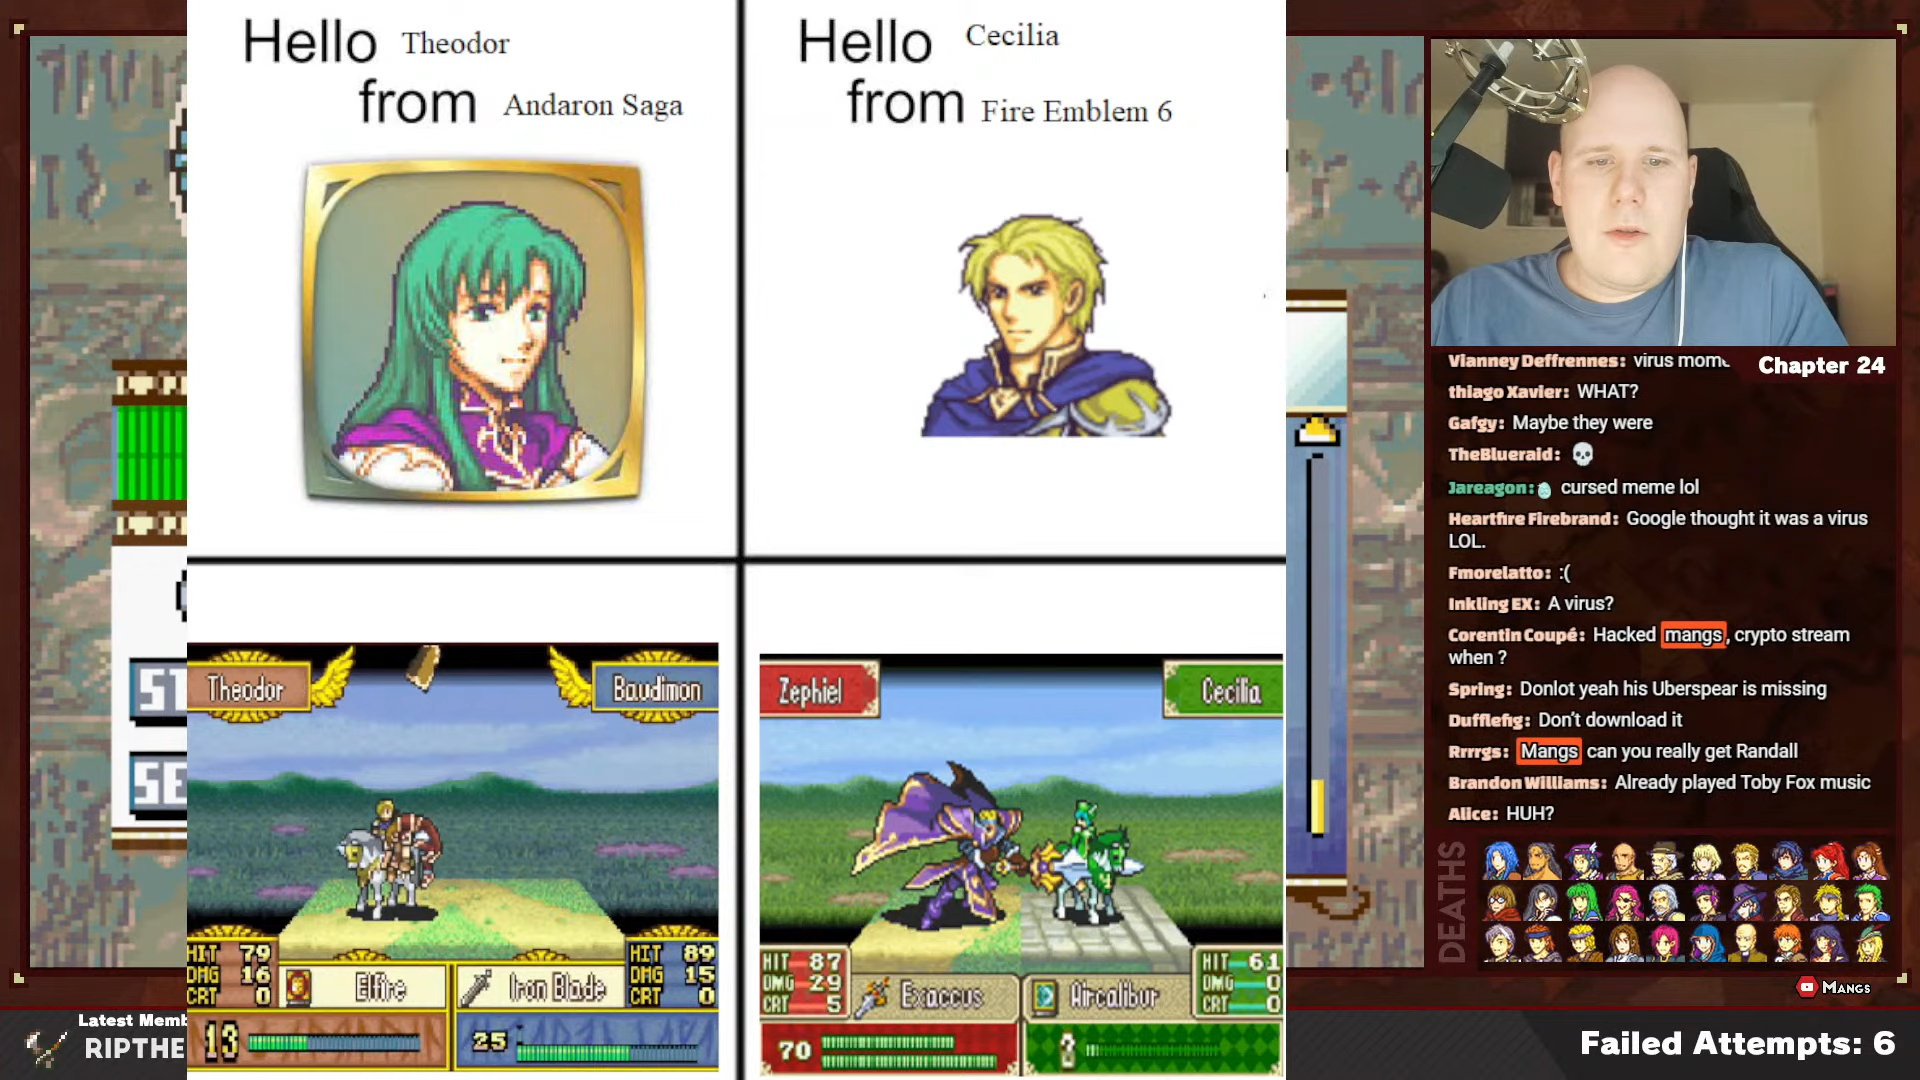 Hello Theodor
from Andaron Saga
Hello Cecilia
from Fire Emblem 6
Theodor
Baudimon
HIT 79
DMG 16
CRT 0
Elfire
Iron Blade
HIT 89
DMG 15
CRT 0
13
25
Zephiel
Cecilia
HIT 87
DMG 29
CRT 5
Exaccus
Aircalibur
HIT 61
DMG 0
CRT 0
70
ST
SE
Latest Memb
RIPTHE
Chapter 24
Vianney Deffrennes: virus mome
thiago Xavier: WHAT?
Gafgy: Maybe they were
TheBlueraid: 💀
Jareagon: cursed meme lol
Heartfire Firebrand: Google thought it was a virus
LOL.
Fmorelatto: :(
Inkling EX: A virus?
Corentin Coupé: Hacked mangs, crypto stream
when ?
Spring: Donlot yeah his Uberspear is missing
Dufflefig: Don't download it
Rrrrgs: Mangs can you really get Randall
Brandon Williams: Already played Toby Fox music
Alice: HUH?
DEATHS
MANGS
Failed Attempts: 6